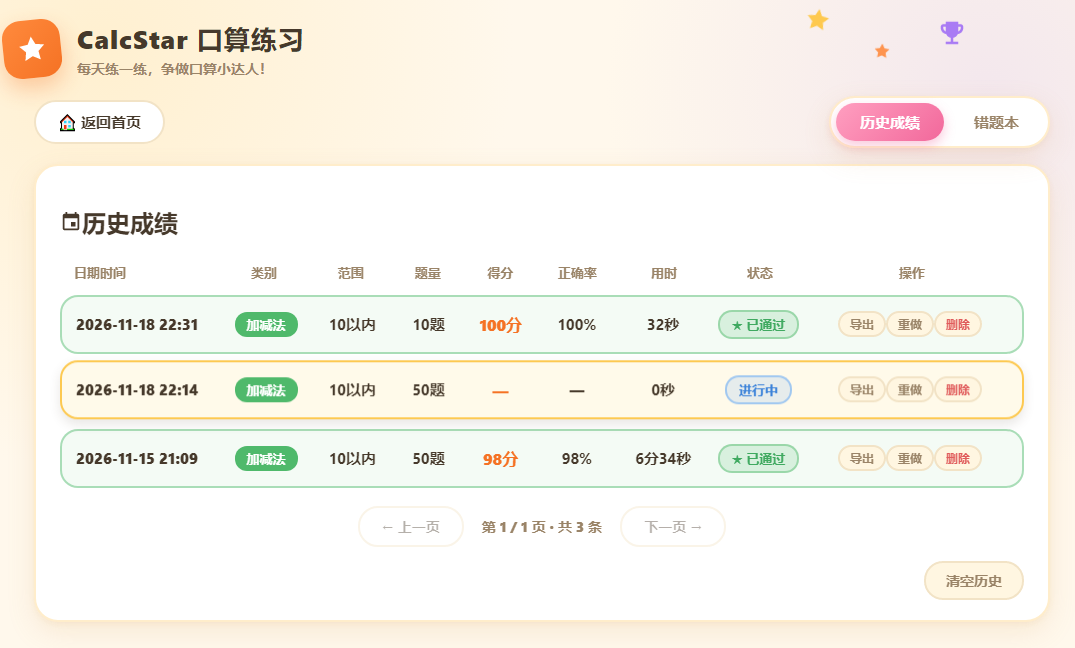 CalcStar 口算练习
每天练一练，争做口算小达人！
返回首页
历史成绩 错题本
历史成绩
日期时间 类别 范围 题量 得分 正确率 用时 状态 操作
2026-11-18 22:31 加减法 10以内 10题 100分 100% 32秒 ★ 已通过 导出 重做 删除
2026-11-18 22:14 加减法 10以内 50题 — — 0秒 进行中 导出 重做 删除
2026-11-15 21:09 加减法 10以内 50题 98分 98% 6分34秒 ★ 已通过 导出 重做 删除
← 上一页 第 1 / 1 页 · 共 3 条 下一页 →
清空历史